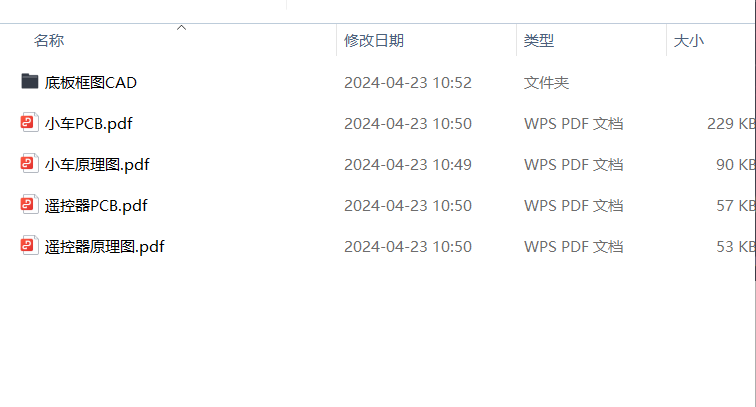 名称 修改日期 类型 大小
底板框图CAD 2024-04-23 10:52 文件夹
小车PCB.pdf 2024-04-23 10:50 WPS PDF 文档 229 KB
小车原理图.pdf 2024-04-23 10:49 WPS PDF 文档 90 KB
遥控器PCB.pdf 2024-04-23 10:50 WPS PDF 文档 57 KB
遥控器原理图.pdf 2024-04-23 10:50 WPS PDF 文档 53 KB